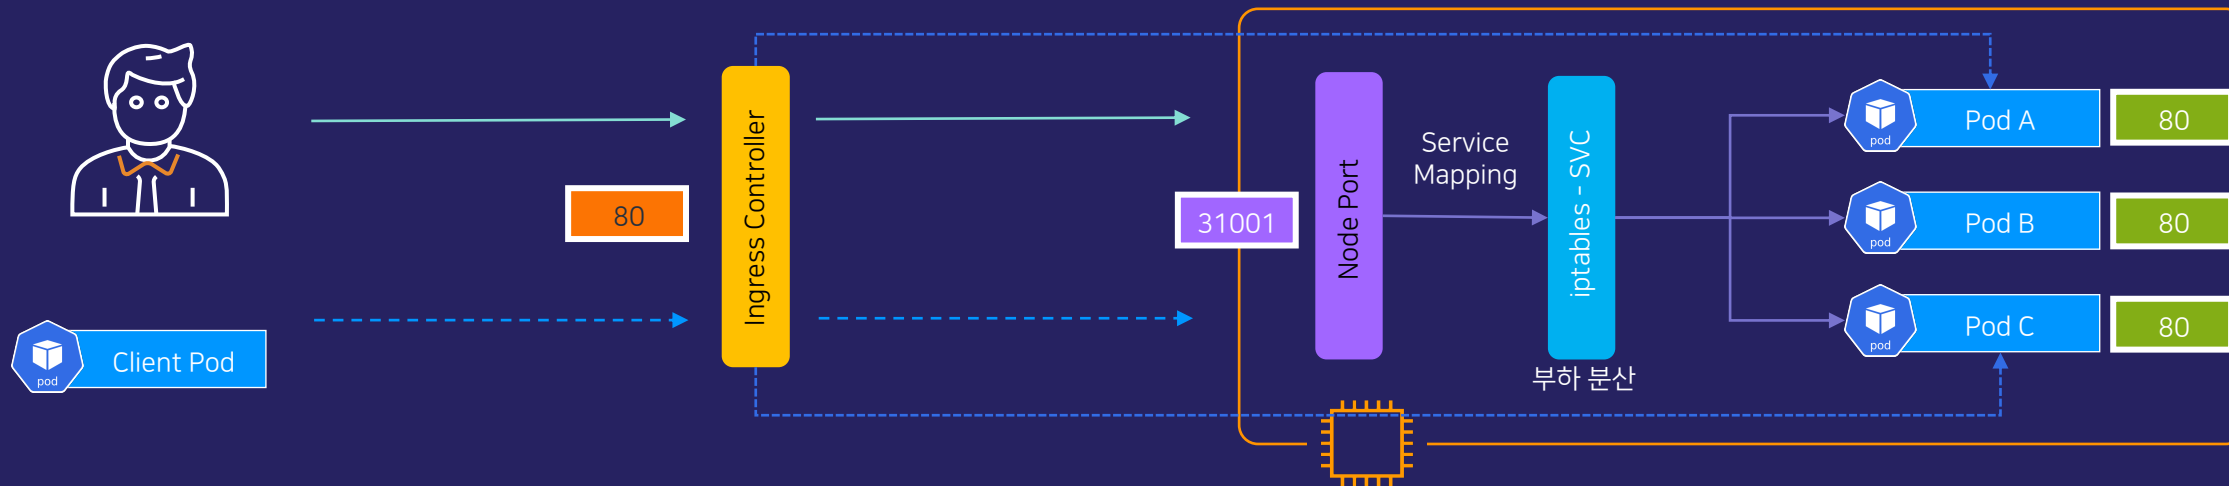 Ingress Controller
80
31001
Node Port
Service
Mapping
iptables - SVC
부하 분산
pod
Pod A
80
pod
Pod B
80
pod
Pod C
80
pod
Client Pod